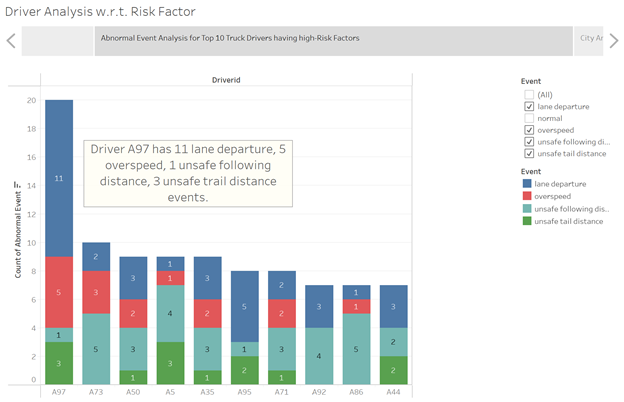 Driver Analysis w.r.t. Risk Factor
Abnormal Event Analysis for Top 10 Truck Drivers having high-Risk Factors
City An
Driverid
Count of Abnormal Event
20
18
16
14
12
10
8
6
4
2
0
Driver A97 has 11 lane departure, 5
overspeed, 1 unsafe following
distance, 3 unsafe trail distance
events.
11
5
1
3
2
3
5
3
2
3
1
1
1
4
3
3
2
3
1
5
1
2
2
2
4
3
4
1
1
5
3
2
2
A97 A73 A50 A5 A35 A95 A71 A92 A86 A44
Event
(All)
lane departure
normal
overspeed
unsafe following di...
unsafe tail distance
Event
lane departure
overspeed
unsafe following dis..
unsafe tail distance